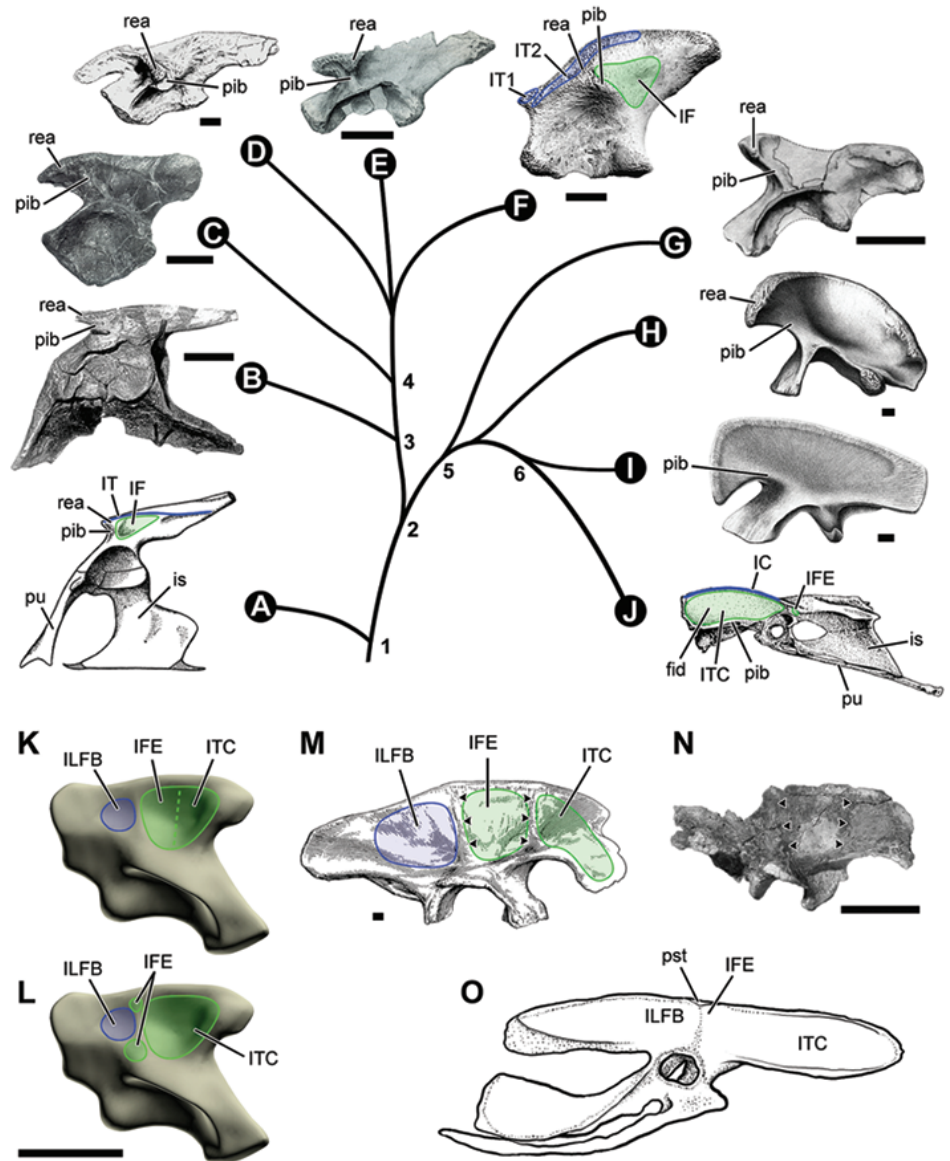 rea
pib
rea
pib
IT2
IT1
rea
pib
IF
rea
pib
rea
pib
rea
pib
rea
pib
IT
IF
rea
pib
pu
is
pib
IC
IFE
fid
ITC
pib
pu
is
D
E
F
C
G
B
H
I
A
J
4
3
5
6
2
1
K
ILFB
IFE
ITC
L
ILFB
IFE
ITC
M
ILFB
IFE
ITC
N
O
pst
IFE
ILFB
ITC